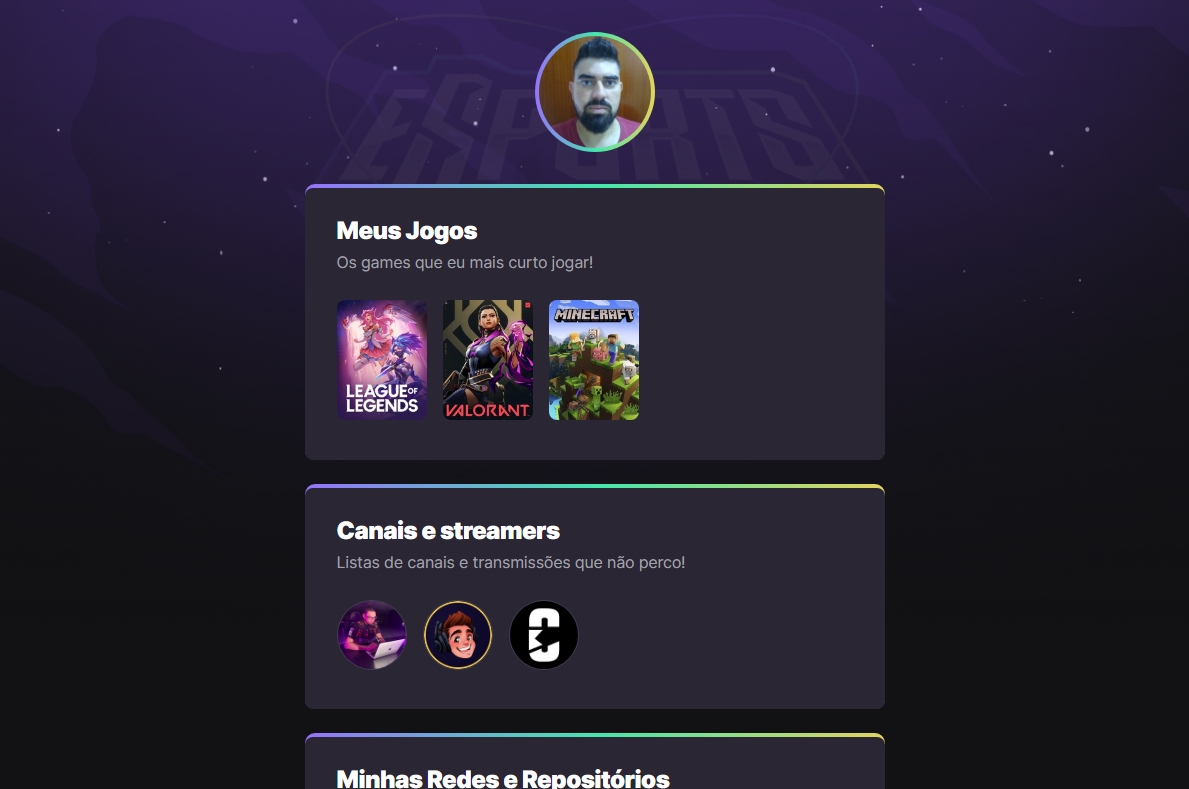 ESPORTS
Meus Jogos
Os games que eu mais curto jogar!
LEAGUE OF
LEGENDS
VALORANT
MINECRAFT
Canais e streamers
Listas de canais e transmissões que não perco!
Minhas Redes e Repositórios